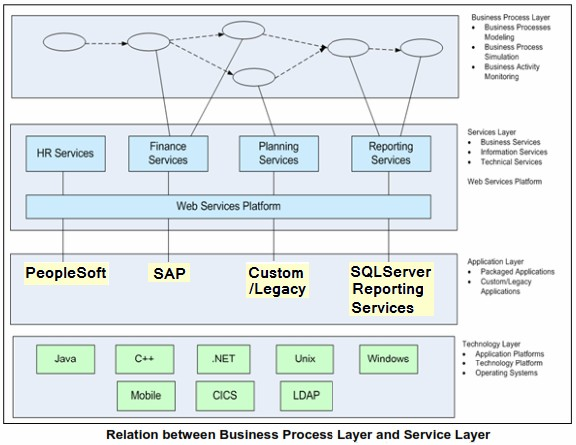 Business Process Layer
Business Processes
Modeling
Business Process
Simulation
Business Activity
Monitoring
HR Services
Finance
Services
Planning
Services
Reporting
Services
Web Services Platform
Services Layer
Business Services
Information Services
Technical Services
Web Services Platform
PeopleSoft
SAP
Custom
/Legacy
SQLServer
Reporting
Services
Application Layer
Packaged Applications
Custom/Legacy
Applications
Java
C++
.NET
Unix
Windows
Mobile
CICS
LDAP
Technology Layer
Application Platforms
Technology Platform
Operating Systems
Relation between Business Process Layer and Service Layer